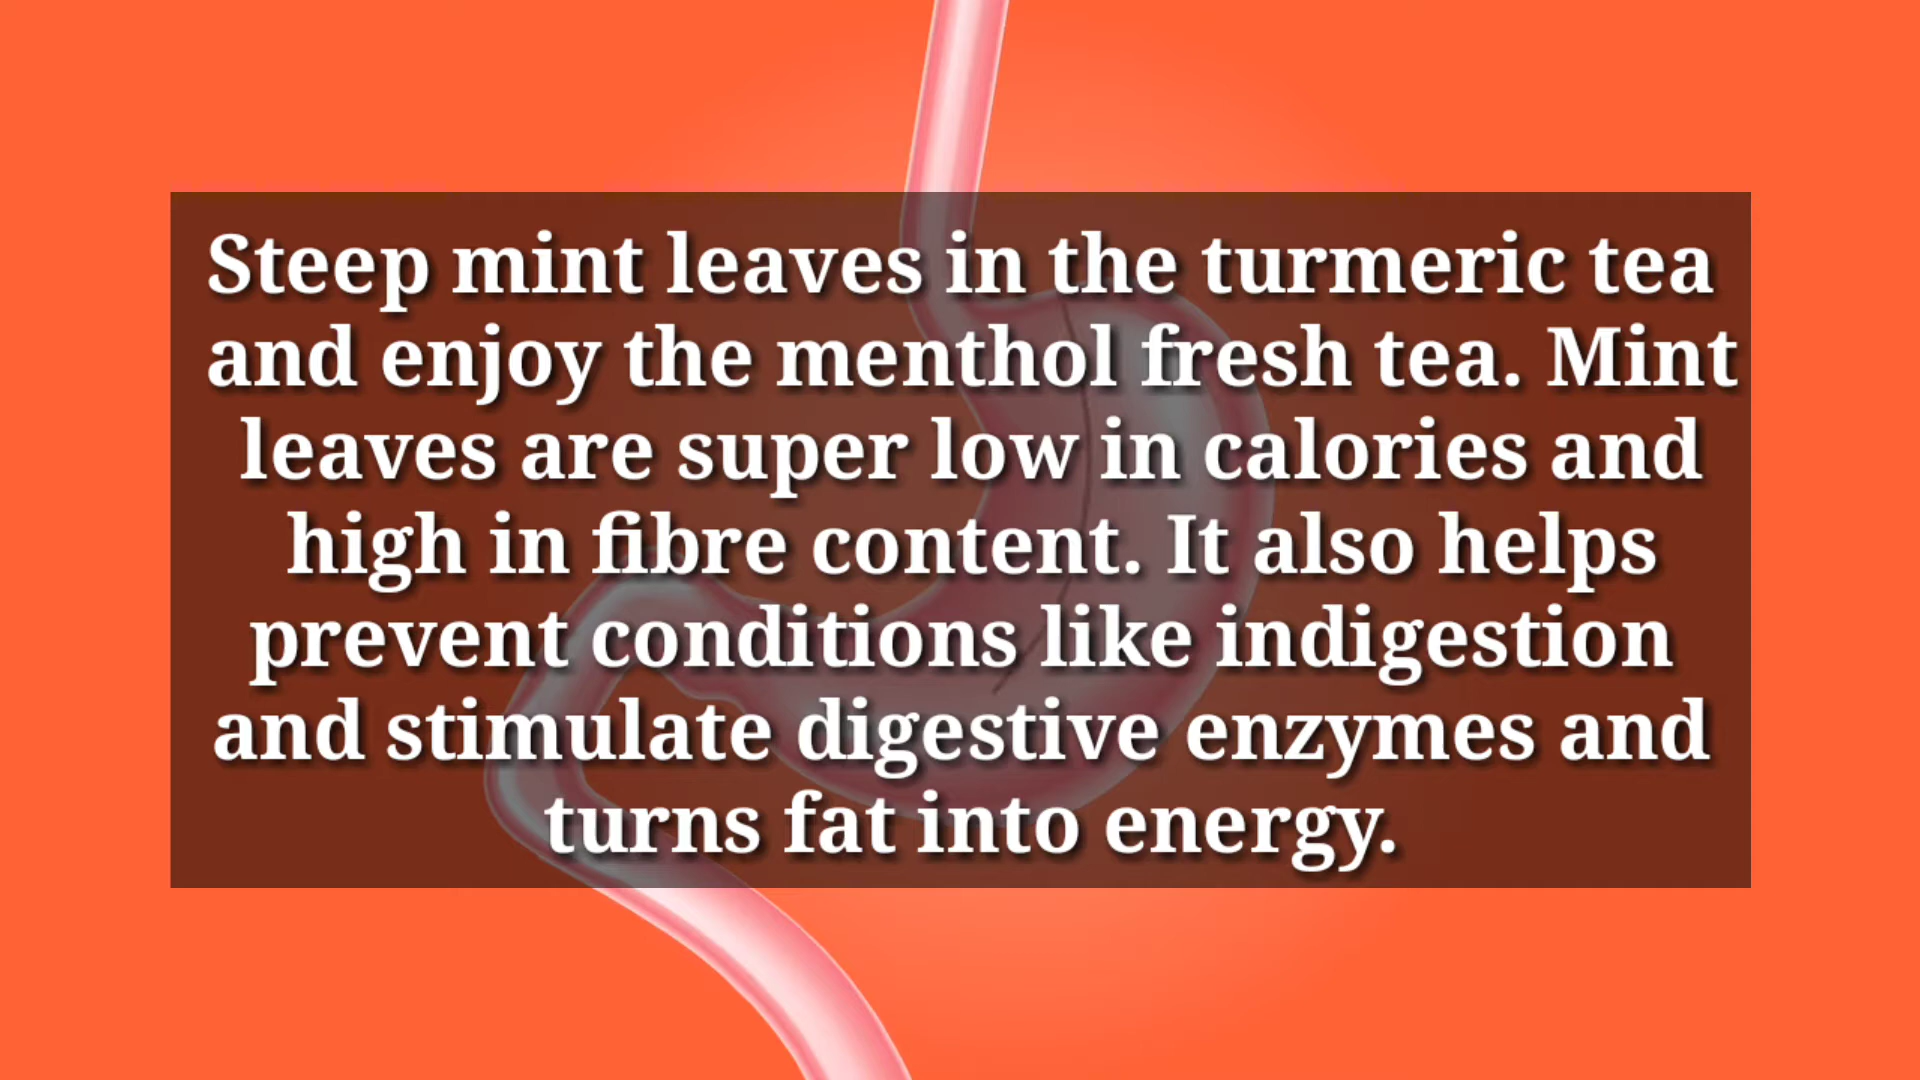 Steep mint leaves in the turmeric tea
and enjoy the menthol fresh tea. Mint
leaves are super low in calories and
high in fibre content. It also helps
prevent conditions like indigestion
and stimulate digestive enzymes and
turns fat into energy.